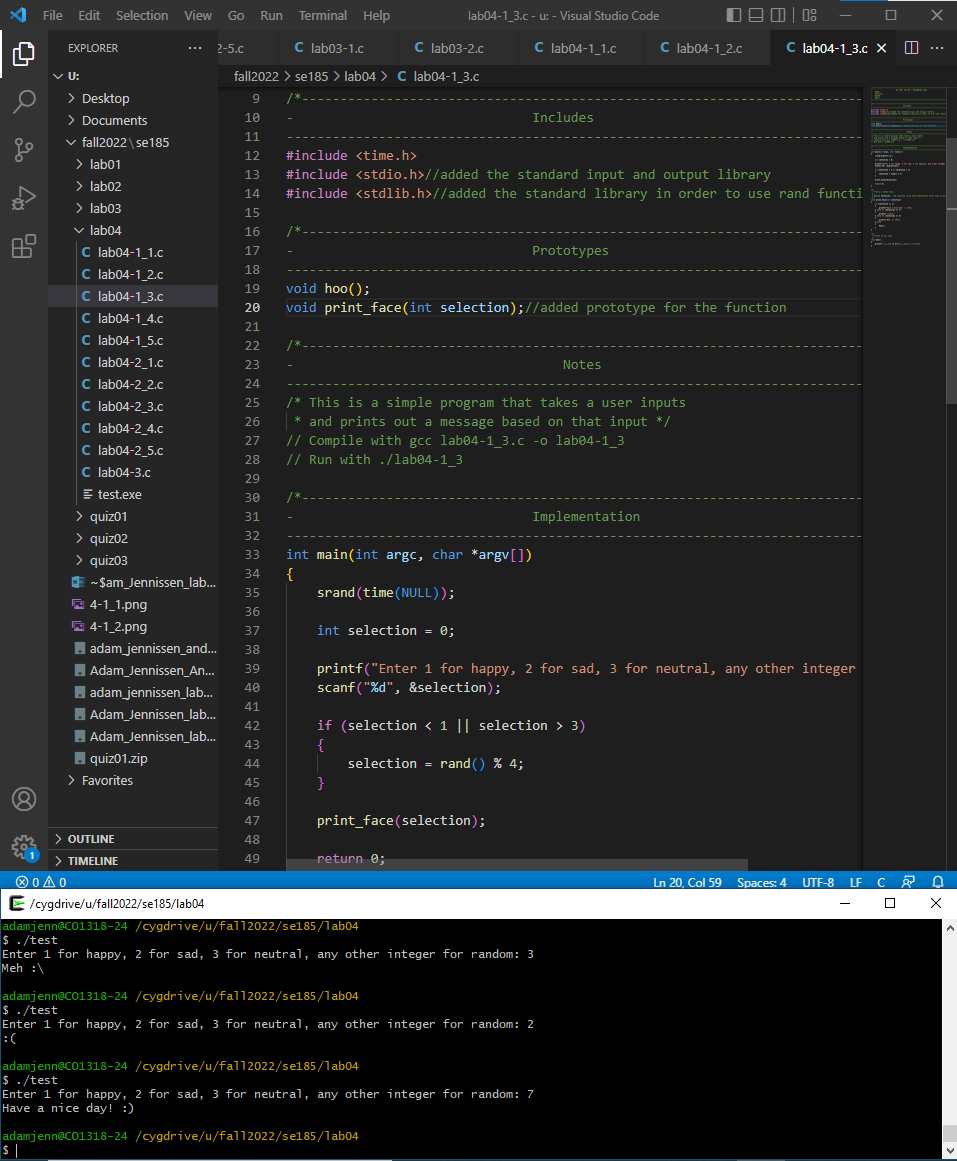 File Edit Selection View Go Run Terminal Help lab04-1_3.c - u: - Visual Studio Code
EXPLORER ···
2-5.c lab03-1.c lab03-2.c lab04-1_1.c lab04-1_2.c lab04-1_3.c
fall2022 > se185 > lab04 > C lab04-1_3.c
U:
Desktop
Documents
fall2022 \ se185
lab01
lab02
lab03
lab04
C lab04-1_1.c
C lab04-1_2.c
C lab04-1_3.c
C lab04-1_4.c
C lab04-1_5.c
C lab04-2_1.c
C lab04-2_2.c
C lab04-2_3.c
C lab04-2_4.c
C lab04-2_5.c
C lab04-3.c
test.exe
quiz01
quiz02
quiz03
~$am_Jennissen_lab...
4-1_1.png
4-1_2.png
adam_jennissen_and...
Adam_Jennissen_An...
adam_jennissen_lab...
Adam_Jennissen_lab...
Adam_Jennissen_lab...
quiz01.zip
Favorites
OUTLINE
TIMELINE
9 /*---------------------------------------------------------------------------
10 - Includes
11 ---------------------------------------------------------------------------
12 #include <time.h>
13 #include <stdio.h>//added the standard input and output library
14 #include <stdlib.h>//added the standard library in order to use rand functi
15
16 /*---------------------------------------------------------------------------
17 - Prototypes
18 ---------------------------------------------------------------------------
19 void hoo();
20 void print_face(int selection);//added prototype for the function
21
22 /*---------------------------------------------------------------------------
23 - Notes
24 ---------------------------------------------------------------------------
25 /* This is a simple program that takes a user inputs
26 * and prints out a message based on that input */
27 // Compile with gcc lab04-1_3.c -o lab04-1_3
28 // Run with ./lab04-1_3
29
30 /*---------------------------------------------------------------------------
31 - Implementation
32 ---------------------------------------------------------------------------
33 int main(int argc, char *argv[])
34 {
35 srand(time(NULL));
36
37 int selection = 0;
38
39 printf("Enter 1 for happy, 2 for sad, 3 for neutral, any other integer
40 scanf("%d", &selection);
41
42 if (selection < 1 || selection > 3)
43 {
44 selection = rand() % 4;
45 }
46
47 print_face(selection);
48
49 return 0;
1
0 0 Ln 20, Col 59 Spaces: 4 UTF-8 LF C
/cygdrive/u/fall2022/se185/lab04
adamjenn@CO1318-24 /cygdrive/u/fall2022/se185/lab04
$ ./test
Enter 1 for happy, 2 for sad, 3 for neutral, any other integer for random: 3
Meh :\
adamjenn@CO1318-24 /cygdrive/u/fall2022/se185/lab04
$ ./test
Enter 1 for happy, 2 for sad, 3 for neutral, any other integer for random: 2
:(
adamjenn@CO1318-24 /cygdrive/u/fall2022/se185/lab04
$ ./test
Enter 1 for happy, 2 for sad, 3 for neutral, any other integer for random: 7
Have a nice day! :)
adamjenn@CO1318-24 /cygdrive/u/fall2022/se185/lab04
$